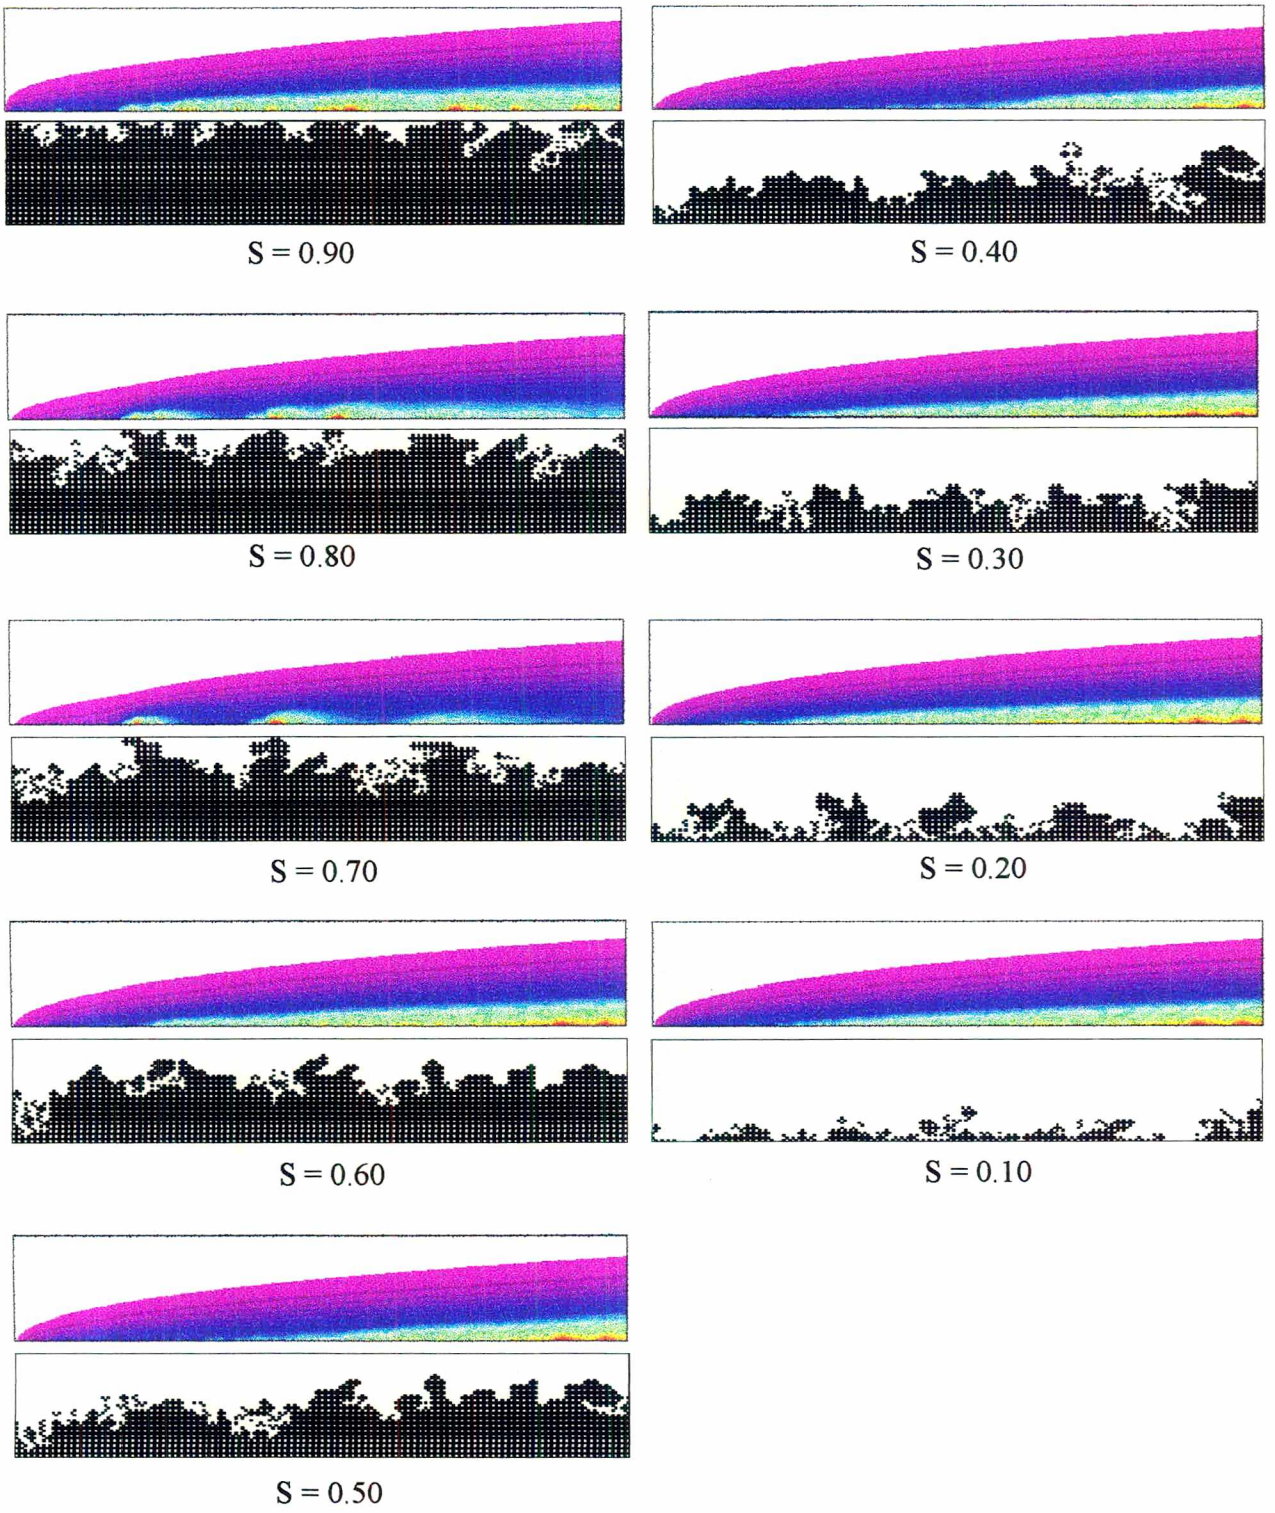 S = 0.90
S = 0.40
S = 0.80
S = 0.30
S = 0.70
S = 0.20
S = 0.60
S = 0.10
S = 0.50